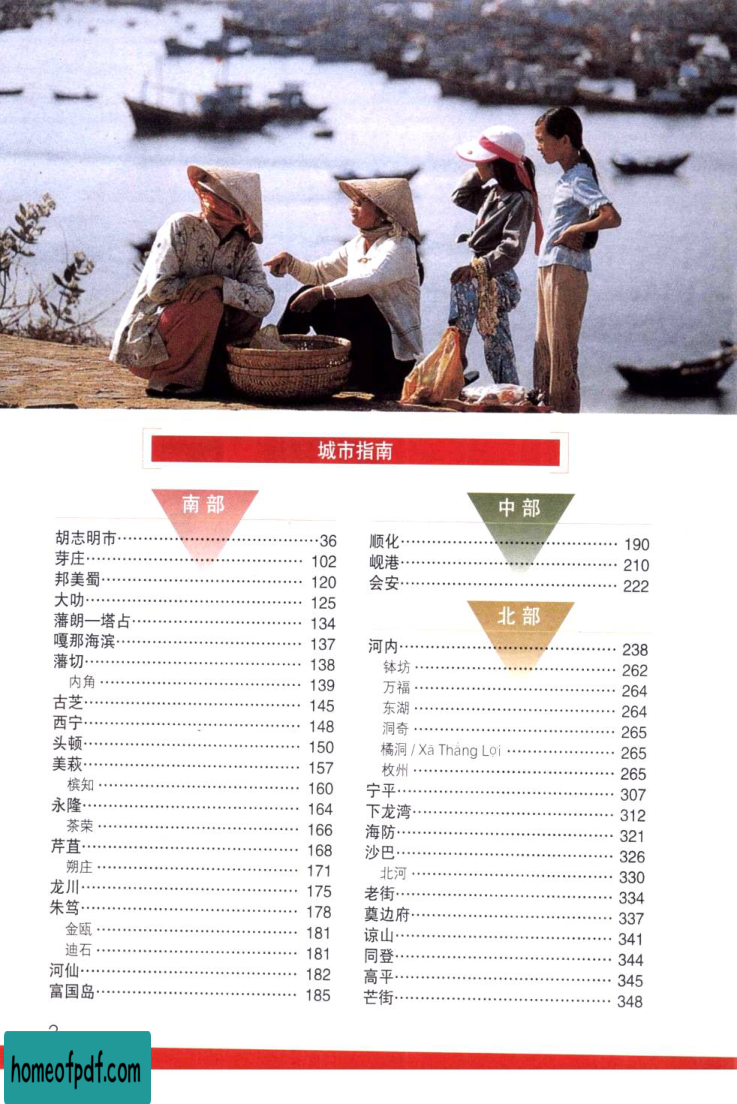 城市指南
南部
胡志明市…………………………36
芽庄…………………………102
邦美蜀…………………………120
大叻…………………………125
藩朗—塔占…………………………134
嘎那海滨…………………………137
藩切…………………………138
内角…………………………139
古芝…………………………145
西宁…………………………148
头顿…………………………150
美萩…………………………157
槟知…………………………160
永隆…………………………164
茶荣…………………………166
芹苴…………………………168
朔庄…………………………171
龙川…………………………175
朱笃…………………………178
金瓯…………………………181
迪石…………………………181
河仙…………………………182
富国岛…………………………185
中部
顺化…………………………190
岘港…………………………210
会安…………………………222
北部
河内…………………………238
钵坊…………………………262
万福…………………………264
东湖…………………………264
洞奇…………………………265
橘洞 / Xã Thắng Lợi…………………………265
枚州…………………………265
宁平…………………………307
下龙湾…………………………312
海防…………………………321
沙巴…………………………326
北河…………………………330
老街…………………………334
奠边府…………………………337
谅山…………………………341
同登…………………………344
高平…………………………345
芒街…………………………348
homeofpdf.com